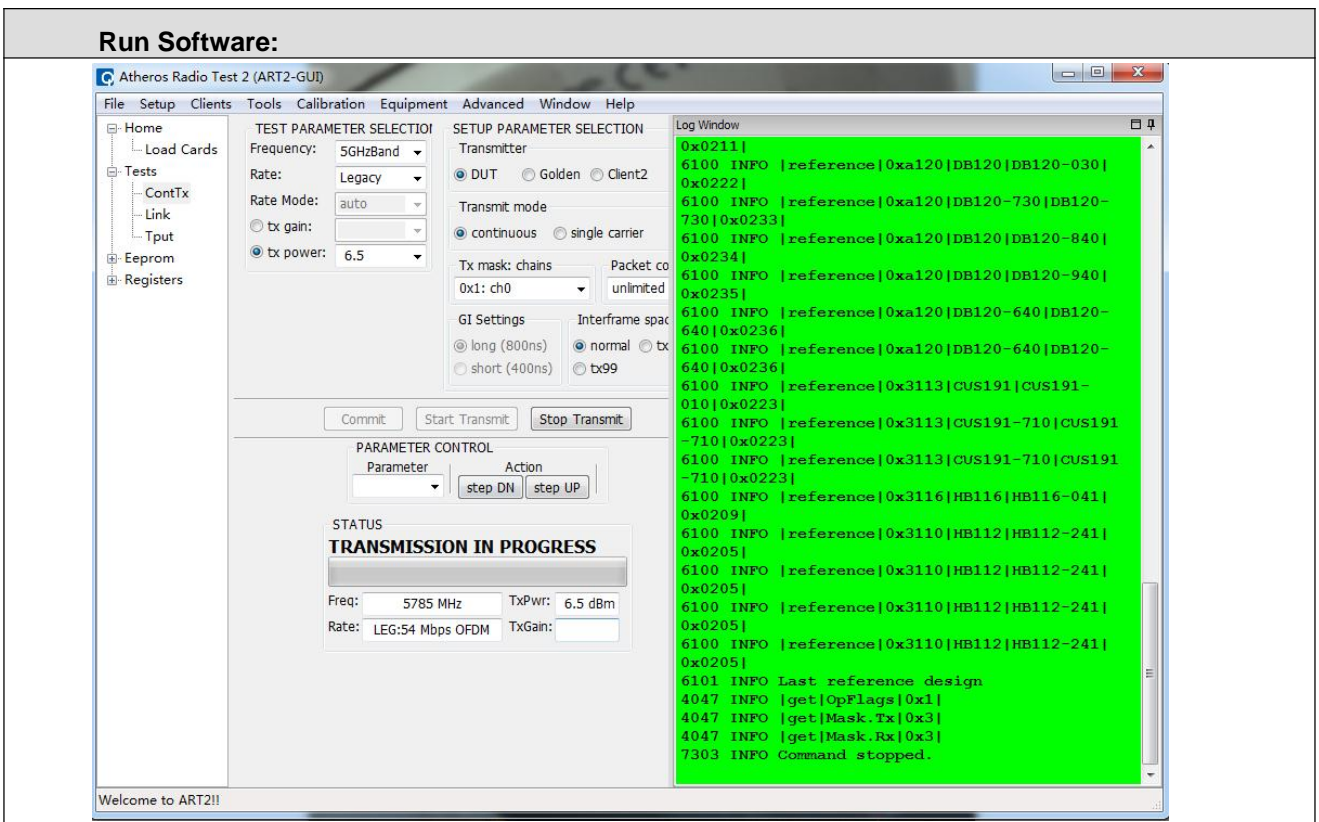 Run Software:
Atheros Radio Test 2 (ART2-GUI)
File Setup Clients Tools Calibration Equipment Advanced Window Help
Home
Load Cards
Tests
ContTx
Link
Tput
Eeprom
Registers
TEST PARAMETER SELECTION
Frequency: 5GHzBand
Rate: Legacy
Rate Mode: auto
tx gain:
tx power: 6.5
SETUP PARAMETER SELECTION
Transmitter
DUT Golden Client2
Transmit mode
continuous single carrier
Tx mask: chains Packet co
0x1: ch0 unlimited
GI Settings Interframe spac
long (800ns) normal tx
short (400ns) tx99
Commit Start Transmit Stop Transmit
PARAMETER CONTROL
Parameter Action
step DN step UP
STATUS
TRANSMISSION IN PROGRESS
Freq: 5785 MHz TxPwr: 6.5 dBm
Rate: LEG:54 Mbps OFDM TxGain:
Log Window
0x0211|
6100 INFO |reference|0xa120|DB120|DB120-030|
0x0222|
6100 INFO |reference|0xa120|DB120-730|DB120-
730|0x0233|
6100 INFO |reference|0xa120|DB120|DB120-840|
0x0234|
6100 INFO |reference|0xa120|DB120|DB120-940|
0x0235|
6100 INFO |reference|0xa120|DB120-640|DB120-
640|0x0236|
6100 INFO |reference|0xa120|DB120-640|DB120-
640|0x0236|
6100 INFO |reference|0x3113|CUS191|CUS191-
010|0x0223|
6100 INFO |reference|0x3113|CUS191-710|CUS191
-710|0x0223|
6100 INFO |reference|0x3113|CUS191-710|CUS191
-710|0x0223|
6100 INFO |reference|0x3116|HB116|HB116-041|
0x0209|
6100 INFO |reference|0x3110|HB112|HB112-241|
0x0205|
6100 INFO |reference|0x3110|HB112|HB112-241|
0x0205|
6100 INFO |reference|0x3110|HB112|HB112-241|
0x0205|
6100 INFO |reference|0x3110|HB112|HB112-241|
0x0205|
6101 INFO Last reference design
4047 INFO |get|OpFlags|0x1|
4047 INFO |get|Mask.Tx|0x3|
4047 INFO |get|Mask.Rx|0x3|
7303 INFO Command stopped.
Welcome to ART2!!